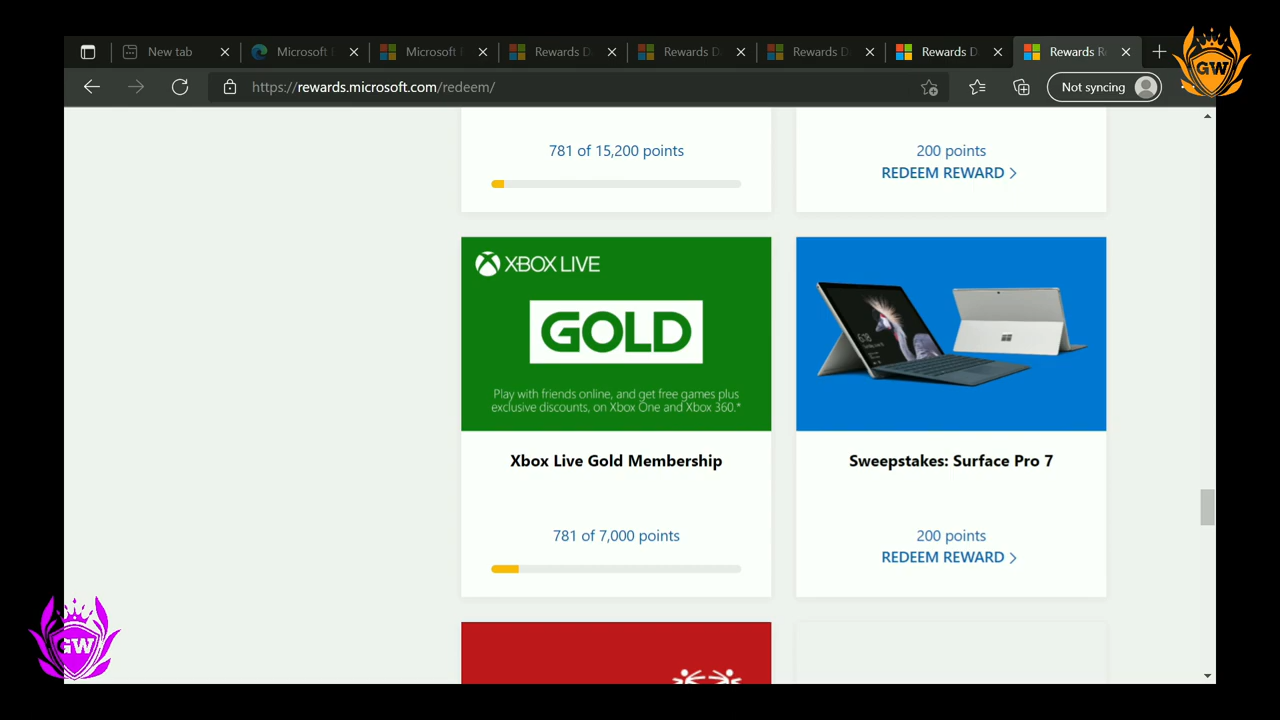 New tab
Microsoft
Microsoft
Rewards D
Rewards D
Rewards D
Rewards D
Rewards R
GW
https://rewards.microsoft.com/redeem/
Not syncing
781 of 15,200 points
200 points
REDEEM REWARD >
XBOX LIVE
GOLD
Play with friends online, and get free games plus
exclusive discounts, on Xbox One and Xbox 360.*
Xbox Live Gold Membership
781 of 7,000 points
Sweepstakes: Surface Pro 7
200 points
REDEEM REWARD >
GW